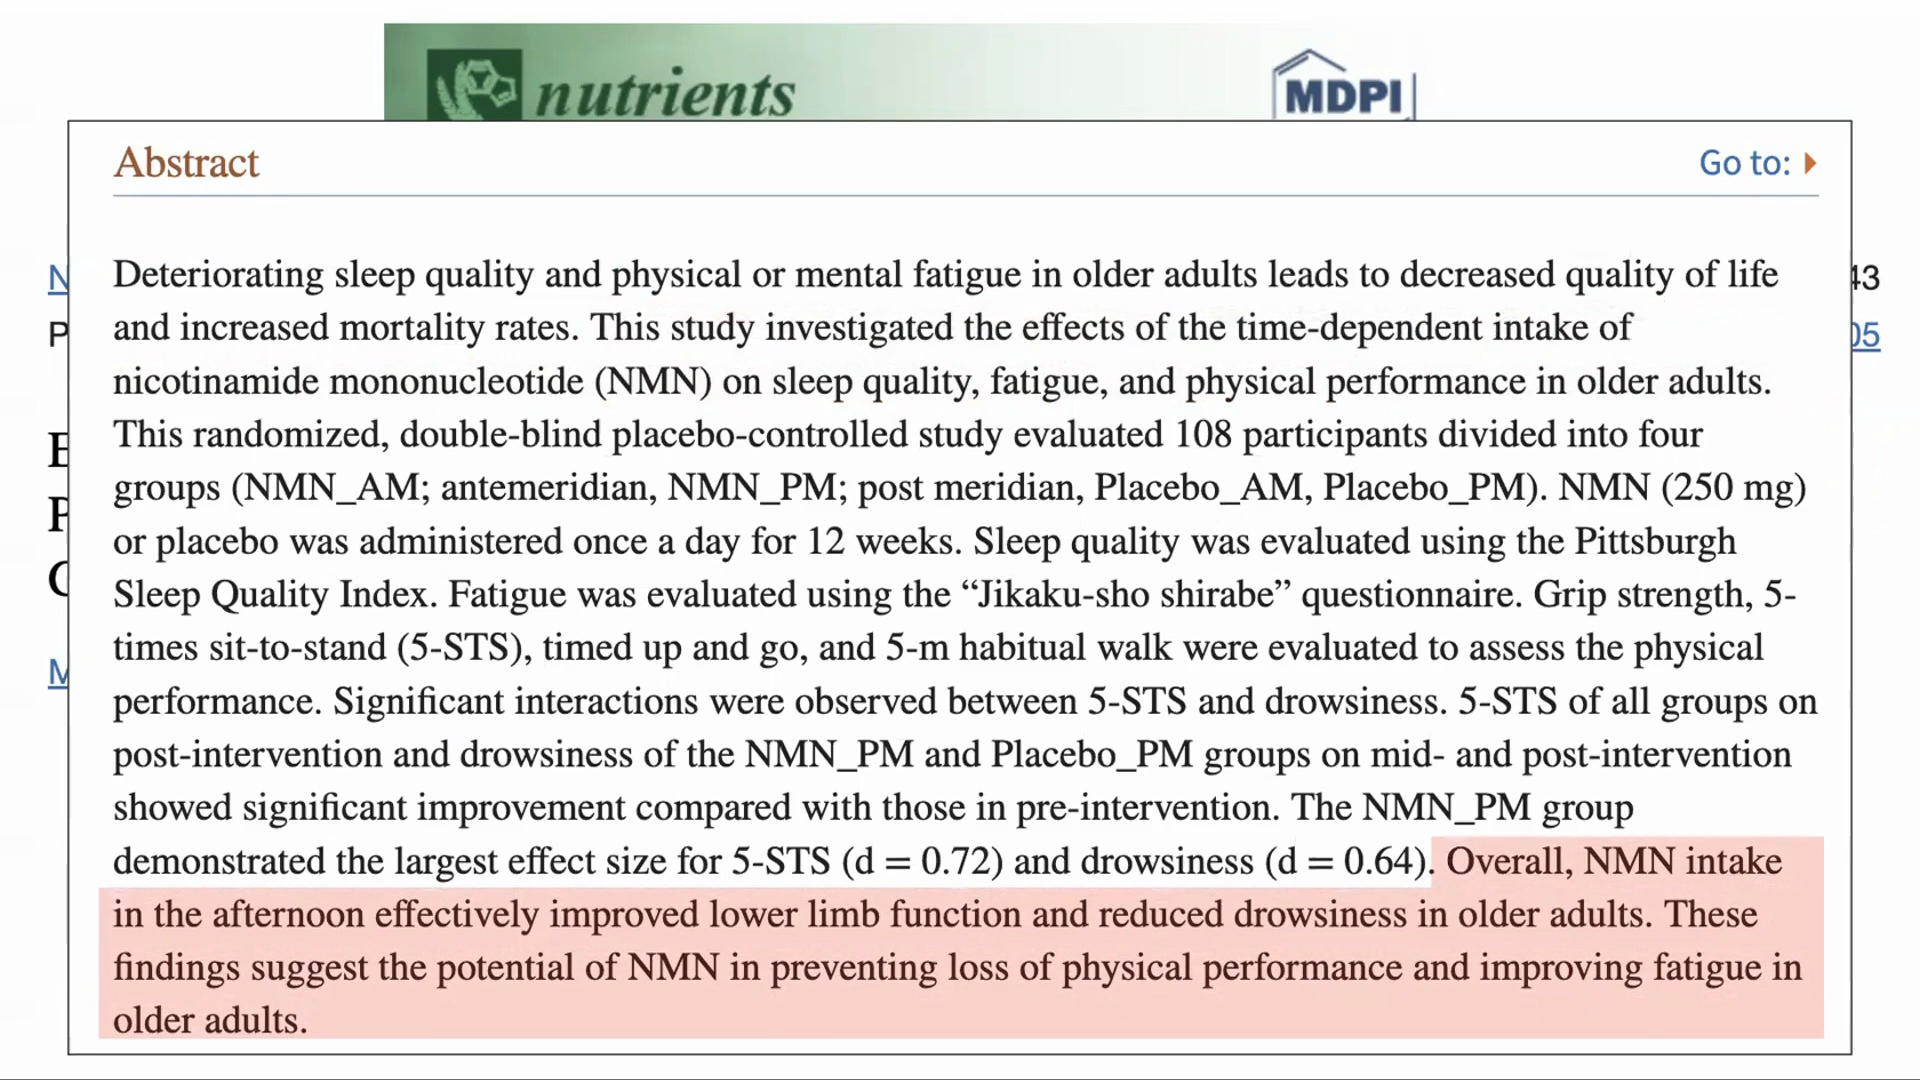 nutrients
MDPI
Abstract
Go to:
Deteriorating sleep quality and physical or mental fatigue in older adults leads to decreased quality of life
and increased mortality rates. This study investigated the effects of the time-dependent intake of
nicotinamide mononucleotide (NMN) on sleep quality, fatigue, and physical performance in older adults.
This randomized, double-blind placebo-controlled study evaluated 108 participants divided into four
groups (NMN_AM; antemeridian, NMN_PM; post meridian, Placebo_AM, Placebo_PM). NMN (250 mg)
or placebo was administered once a day for 12 weeks. Sleep quality was evaluated using the Pittsburgh
Sleep Quality Index. Fatigue was evaluated using the “Jikaku-sho shirabe” questionnaire. Grip strength, 5-
times sit-to-stand (5-STS), timed up and go, and 5-m habitual walk were evaluated to assess the physical
performance. Significant interactions were observed between 5-STS and drowsiness. 5-STS of all groups on
post-intervention and drowsiness of the NMN_PM and Placebo_PM groups on mid- and post-intervention
showed significant improvement compared with those in pre-intervention. The NMN_PM group
demonstrated the largest effect size for 5-STS (d = 0.72) and drowsiness (d = 0.64). Overall, NMN intake
in the afternoon effectively improved lower limb function and reduced drowsiness in older adults. These
findings suggest the potential of NMN in preventing loss of physical performance and improving fatigue in
older adults.
N
43
P
05
E
P
M